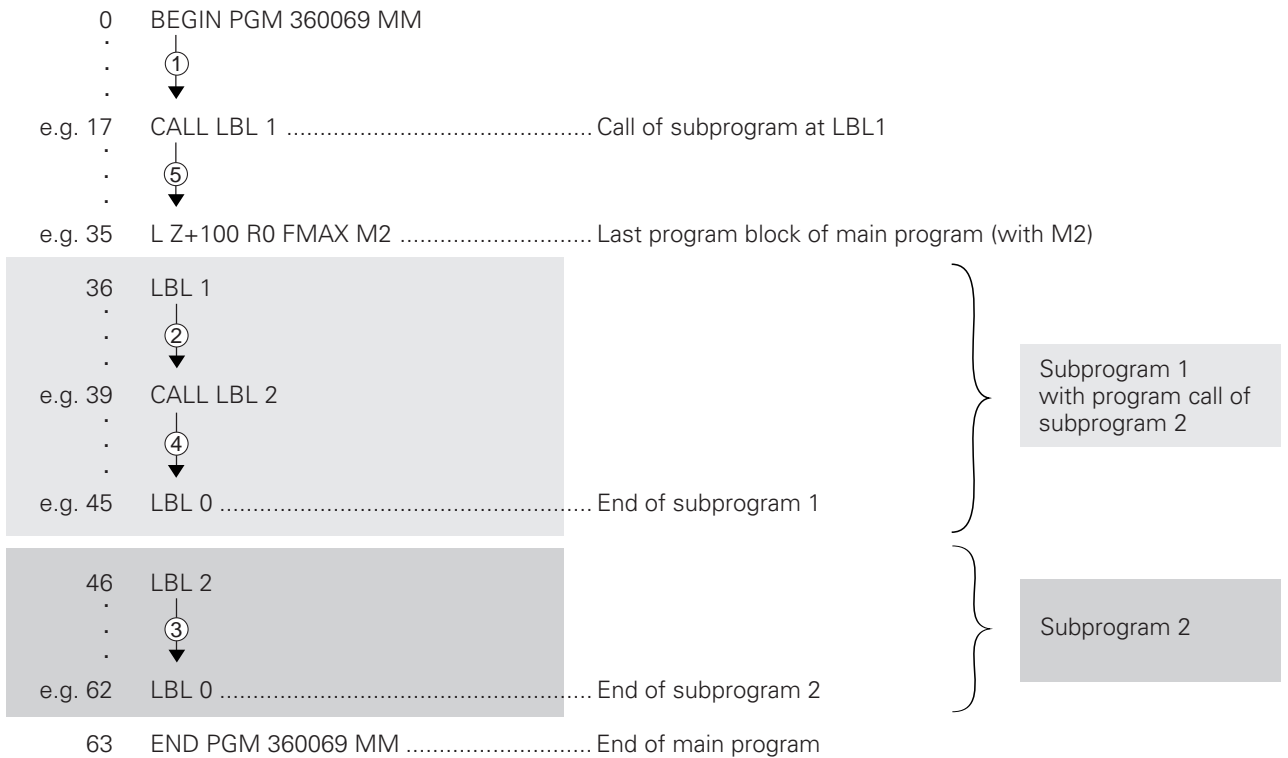 0 BEGIN PGM 360069 MM
1
e.g. 17 CALL LBL 1 .............................................. Call of subprogram at LBL1
5
e.g. 35 L Z+100 R0 FMAX M2 ............................. Last program block of main program (with M2)
36 LBL 1
2
e.g. 39 CALL LBL 2
4
e.g. 45 LBL 0 ........................................................ End of subprogram 1
Subprogram 1
with program call of
subprogram 2
46 LBL 2
3
e.g. 62 LBL 0 ........................................................ End of subprogram 2
Subprogram 2
63 END PGM 360069 MM ............................ End of main program